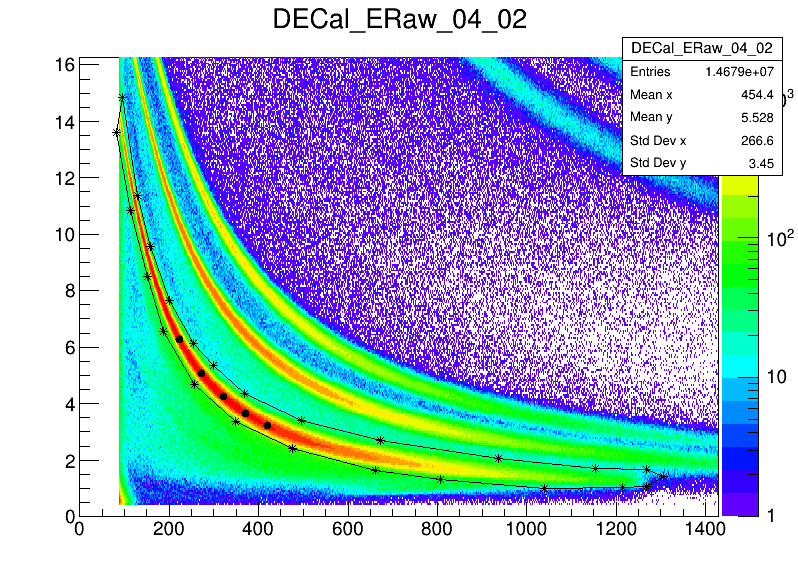 DECal_ERaw_04_02
DECal_ERaw_04_02
Entries 1.4679e+07
Mean x 454.4
Mean y 5.528
Std Dev x 266.6
Std Dev y 3.45
16
14
12
10
8
6
4
2
0
0 200 400 600 800 1000 1200 1400
10²
10
1